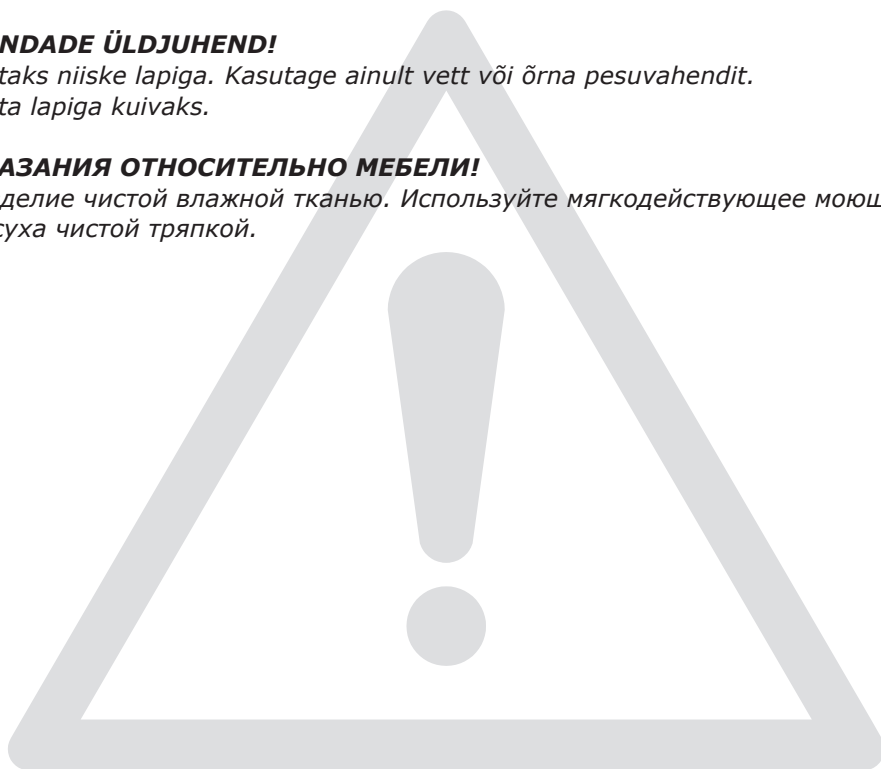 NDADE ÜLDJUHEND!
taks niiske lapiga. Kasutage ainult vett või õrna pesuvahendit.
ta lapiga kuivaks.
АЗАНИЯ ОТНОСИТЕЛЬНО МЕБЕЛИ!
делие чистой влажной тканью. Используйте мягкодействующее моющ
суха чистой тряпкой.